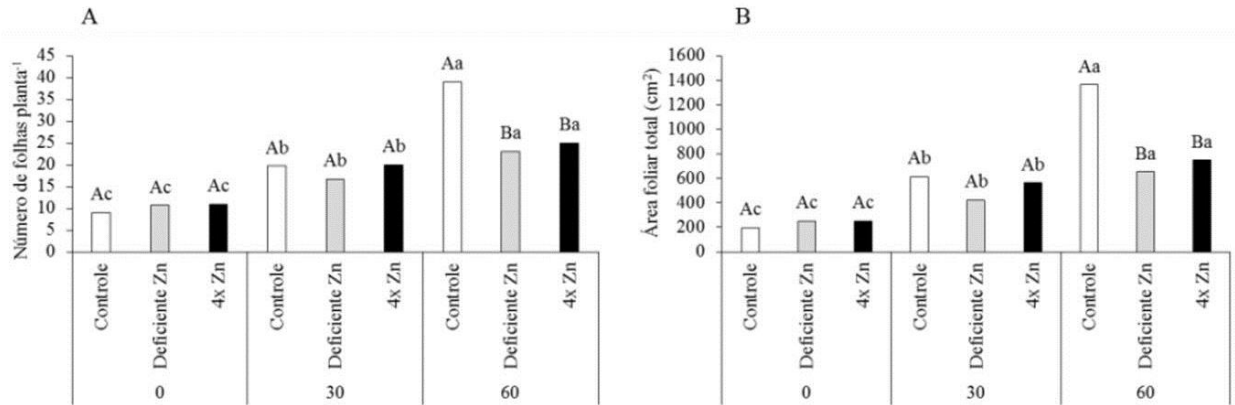 A
Número de folhas planta⁻¹
45
40
35
30
25
20
15
10
5
0
Ac
Ac
Ac
Ab
Ab
Ab
Aa
Ba
Ba
Controle
Deficiente Zn
4x Zn
Controle
Deficiente Zn
4x Zn
Controle
Deficiente Zn
4x Zn
0
30
60
B
Área foliar total (cm²)
1600
1400
1200
1000
800
600
400
200
0
Ac
Ac
Ac
Ab
Ab
Ab
Aa
Ba
Ba
Controle
Deficiente Zn
4x Zn
Controle
Deficiente Zn
4x Zn
Controle
Deficiente Zn
4x Zn
0
30
60